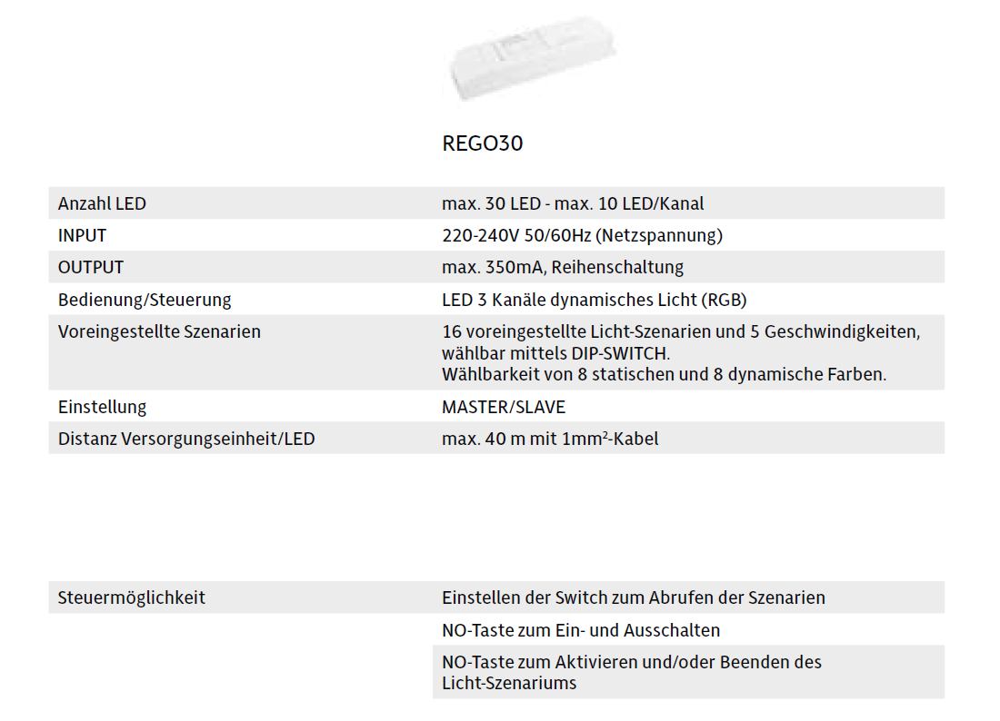 REGO30
Anzahl LED max. 30 LED - max. 10 LED/Kanal
INPUT 220-240V 50/60Hz (Netzspannung)
OUTPUT max. 350mA, Reihenschaltung
Bedienung/Steuerung LED 3 Kanäle dynamisches Licht (RGB)
Voreingestellte Szenarien 16 voreingestellte Licht-Szenarien und 5 Geschwindigkeiten,
wählbar mittels DIP-SWITCH.
Wählbarkeit von 8 statischen und 8 dynamische Farben.
Einstellung MASTER/SLAVE
Distanz Versorgungseinheit/LED max. 40 m mit 1mm²-Kabel
Steuermöglichkeit Einstellen der Switch zum Abrufen der Szenarien
NO-Taste zum Ein- und Ausschalten
NO-Taste zum Aktivieren und/oder Beenden des
Licht-Szenariums